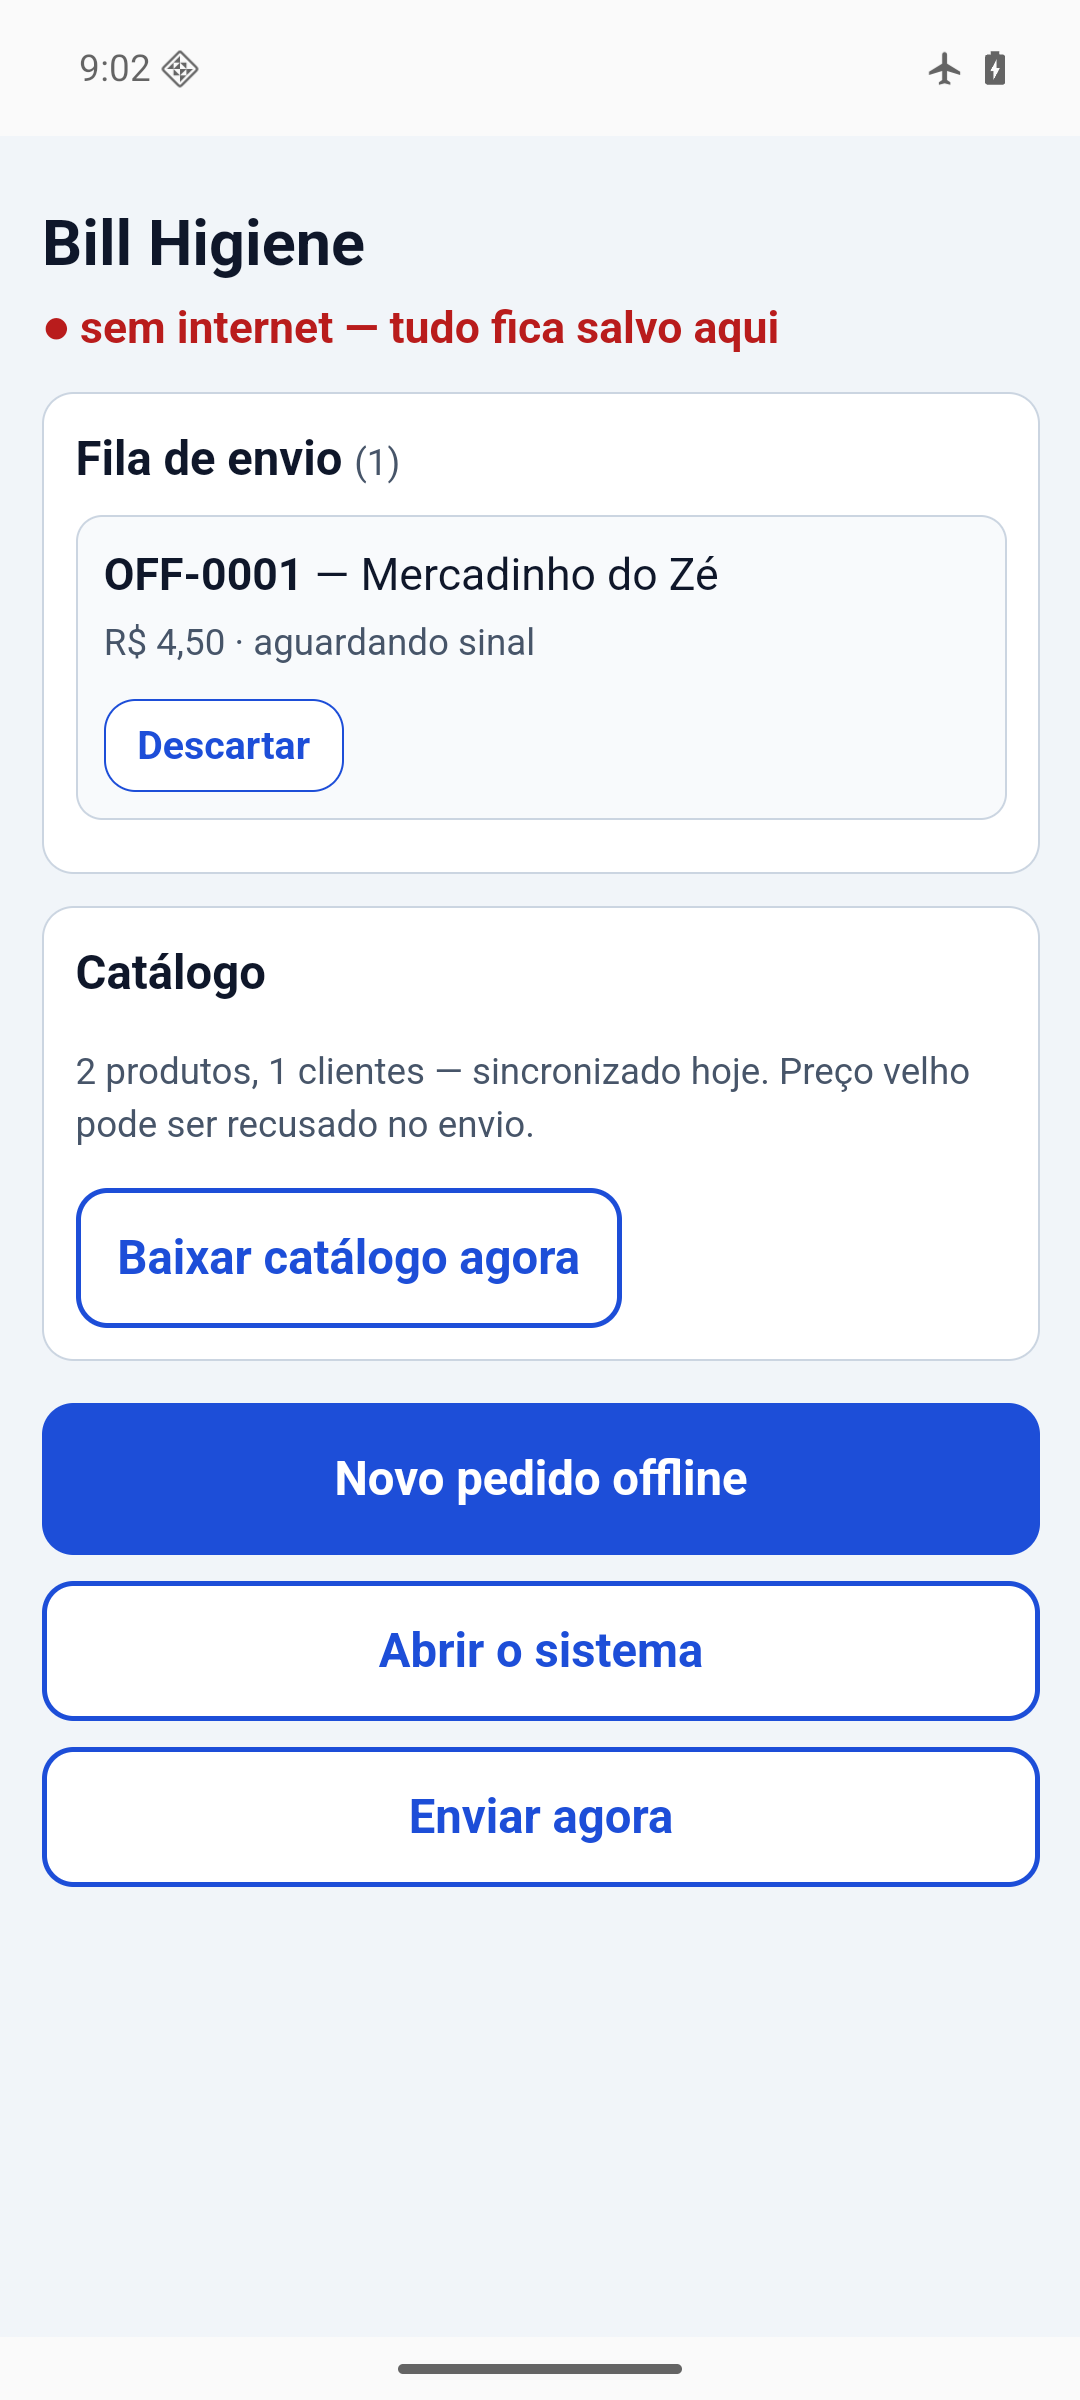 9:02
Bill Higiene
● sem internet — tudo fica salvo aqui
Fila de envio (1)
OFF-0001 — Mercadinho do Zé
R$ 4,50 · aguardando sinal
Descartar
Catálogo
2 produtos, 1 clientes — sincronizado hoje. Preço velho
pode ser recusado no envio.
Baixar catálogo agora
Novo pedido offline
Abrir o sistema
Enviar agora